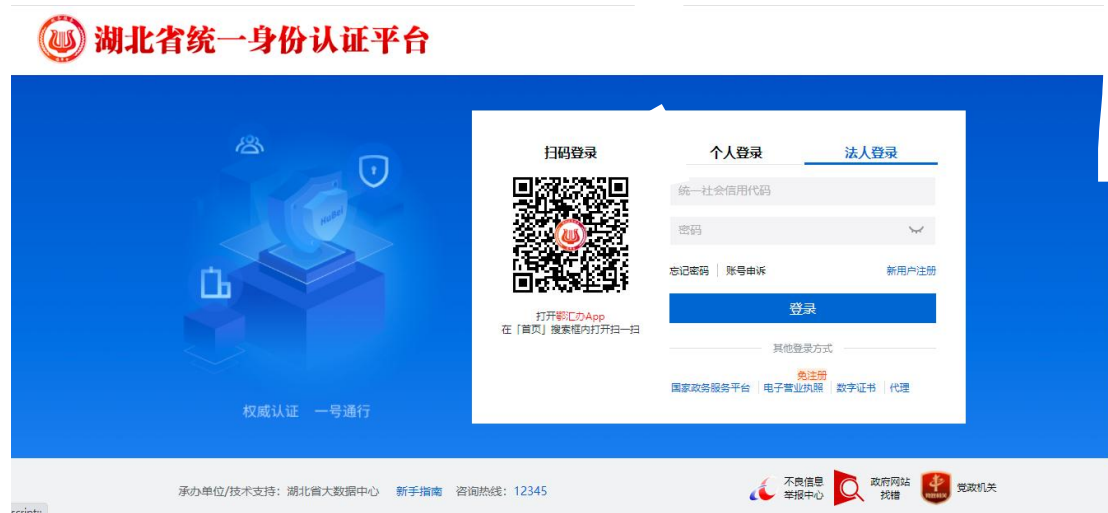 湖北省统一身份认证平台
扫码登录
个人登录 法人登录
统一社会信用代码
密码
忘记密码 账号申诉 新用户注册
登录
打开鄂汇办App
在「首页」搜索框内打开扫一扫
其他登录方式
免注册
国家政务服务平台 电子营业执照 数字证书 代理
HuBei
权威认证 一号通行
承办单位/技术支持：湖北省大数据中心 新手指南 咨询热线：12345
不良信息
举报中心
政府网站
找错
党政机关